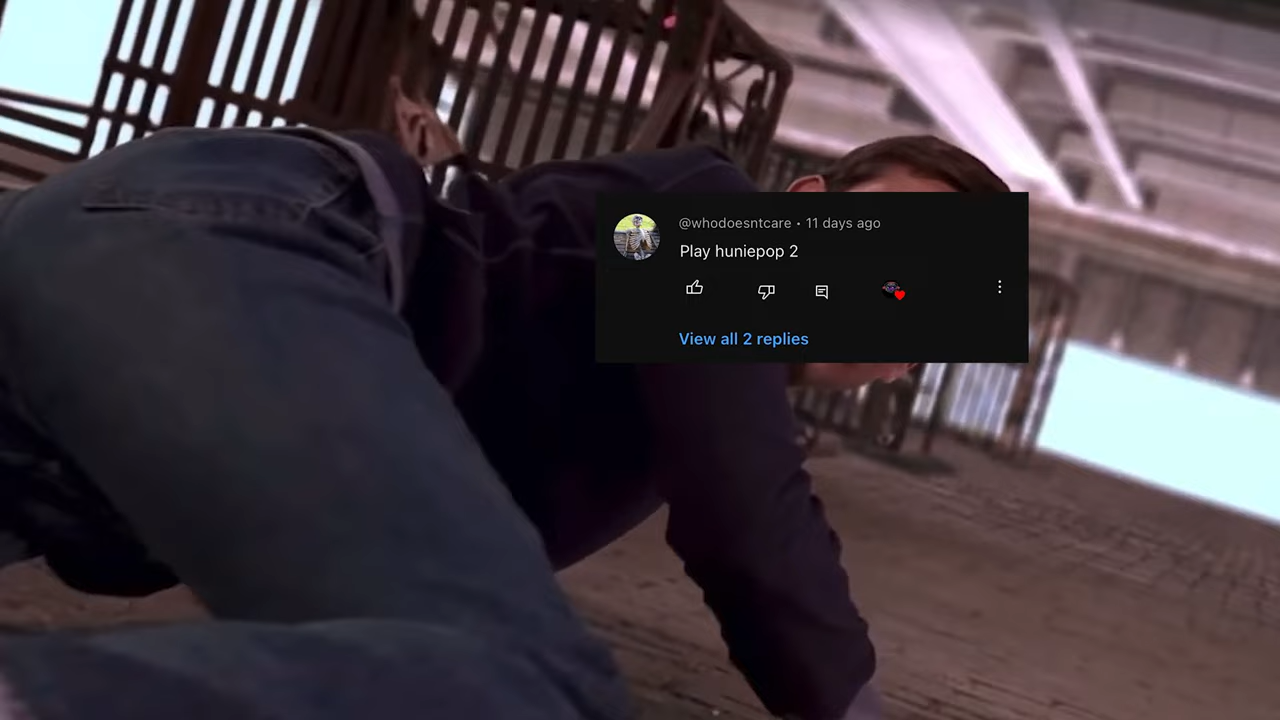 @whodoesntcare • 11 days ago
Play huniepop 2
View all 2 replies